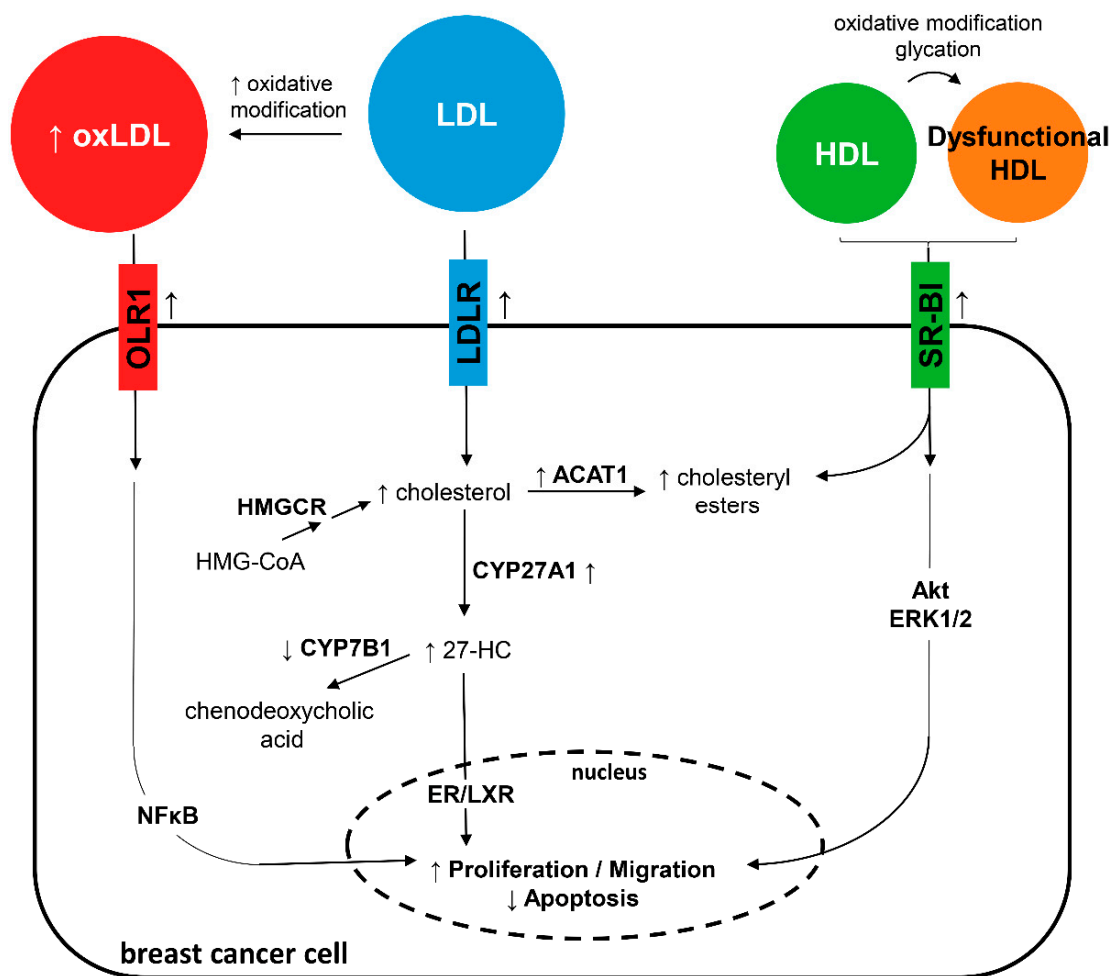 oxidative modification
glycation
↑ oxidative
modification
↑ oxLDL
LDL
HDL
Dysfunctional
HDL
OLR1
↑
LDLR
↑
SR-BI
↑
↑ cholesterol
↑ ACAT1
↑ cholesteryl
esters
HMGCR
HMG-CoA
CYP27A1 ↑
Akt
ERK1/2
↓ CYP7B1
↑ 27-HC
chenodeoxycholic
acid
nucleus
ER/LXR
NFκB
↑ Proliferation / Migration
↓ Apoptosis
breast cancer cell